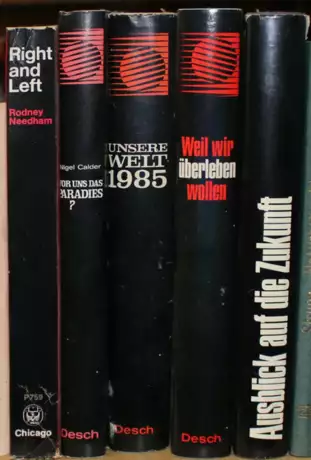 Right
and
Left
Rodney
Needham
P759
Chicago
Nigel Calder
VOR UNS DAS
PARADIES
?
Desch
UNSERE
WELT
1985
Desch
Weil wir
überleben
wollen
Desch
Ausblick auf die Zukunft